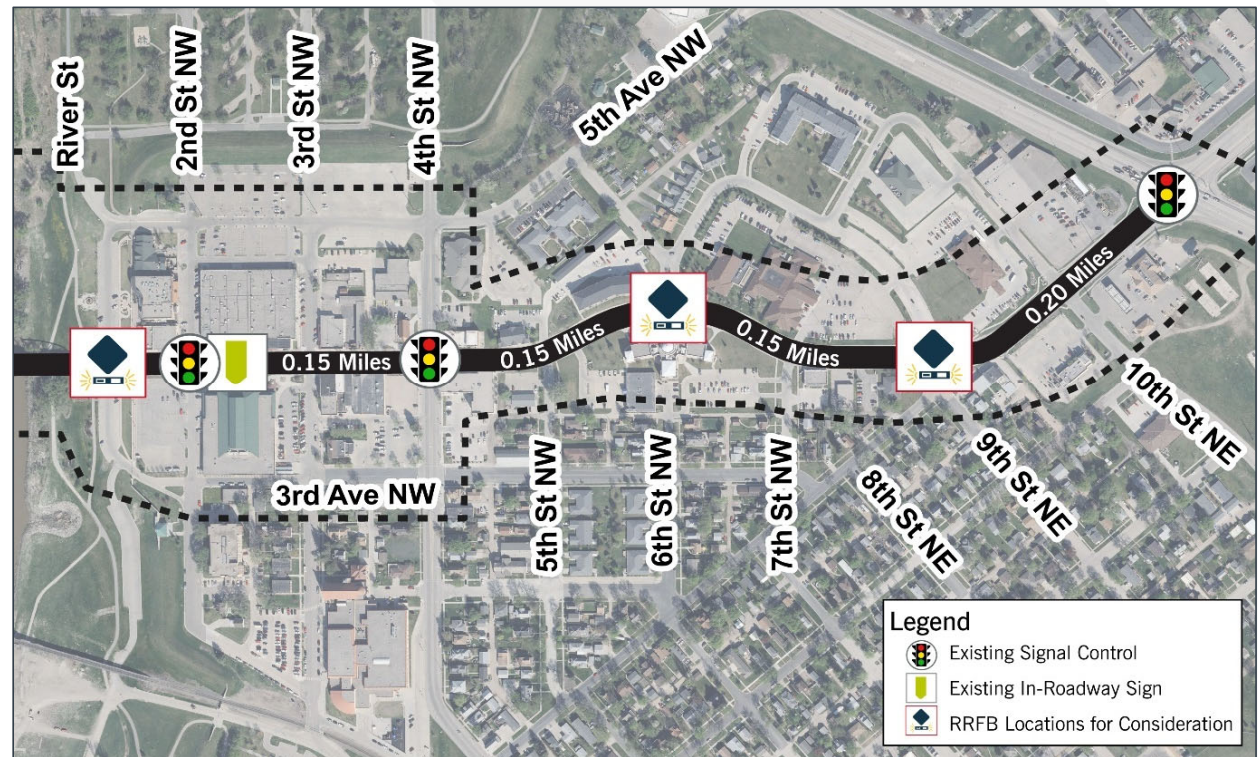 River St
2nd St NW
3rd St NW
4th St NW
5th Ave NW
0.15 Miles
0.15 Miles
0.15 Miles
0.20 Miles
3rd Ave NW
5th St NW
6th St NW
7th St NW
8th St NE
9th St NE
10th St NE
Legend
Existing Signal Control
Existing In-Roadway Sign
RRFB Locations for Consideration